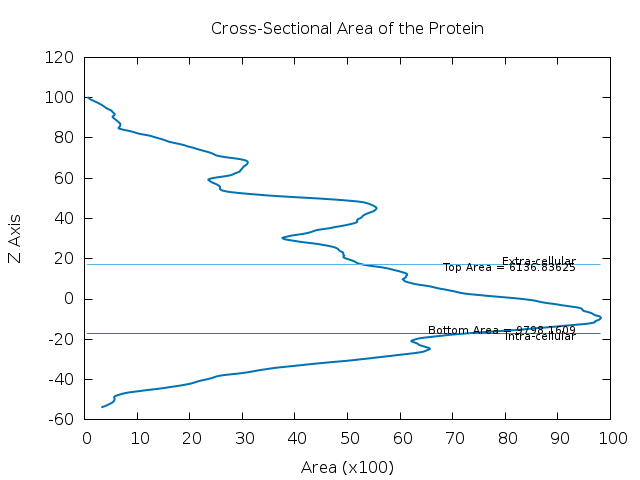 Cross-Sectional Area of the Protein
120
100
80
60
40
20
0
-20
-40
-60
Z Axis
Extra-cellular
Top Area = 6136.83625
Bottom Area = 9798.1609
Intra-cellular
0 10 20 30 40 50 60 70 80 90 100
Area (x100)